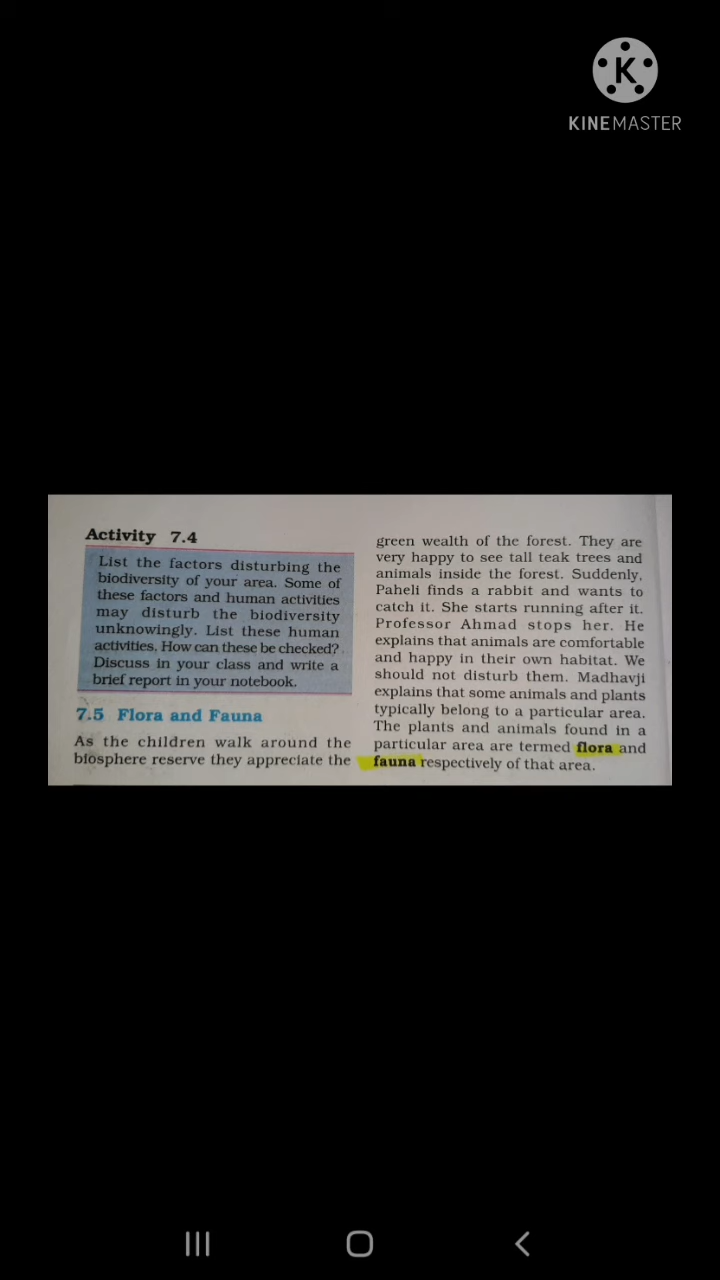 K
KINEMASTER
Activity 7.4
List the factors disturbing the
biodiversity of your area. Some of
these factors and human activities
may disturb the biodiversity
unknowingly. List these human
activities. How can these be checked?
Discuss in your class and write a
brief report in your notebook.
7.5 Flora and Fauna
As the children walk around the
biosphere reserve they appreciate the
green wealth of the forest. They are
very happy to see tall teak trees and
animals inside the forest. Suddenly,
Paheli finds a rabbit and wants to
catch it. She starts running after it.
Professor Ahmad stops her. He
explains that animals are comfortable
and happy in their own habitat. We
should not disturb them. Madhavji
explains that some animals and plants
typically belong to a particular area.
The plants and animals found in a
particular area are termed flora and
fauna respectively of that area.